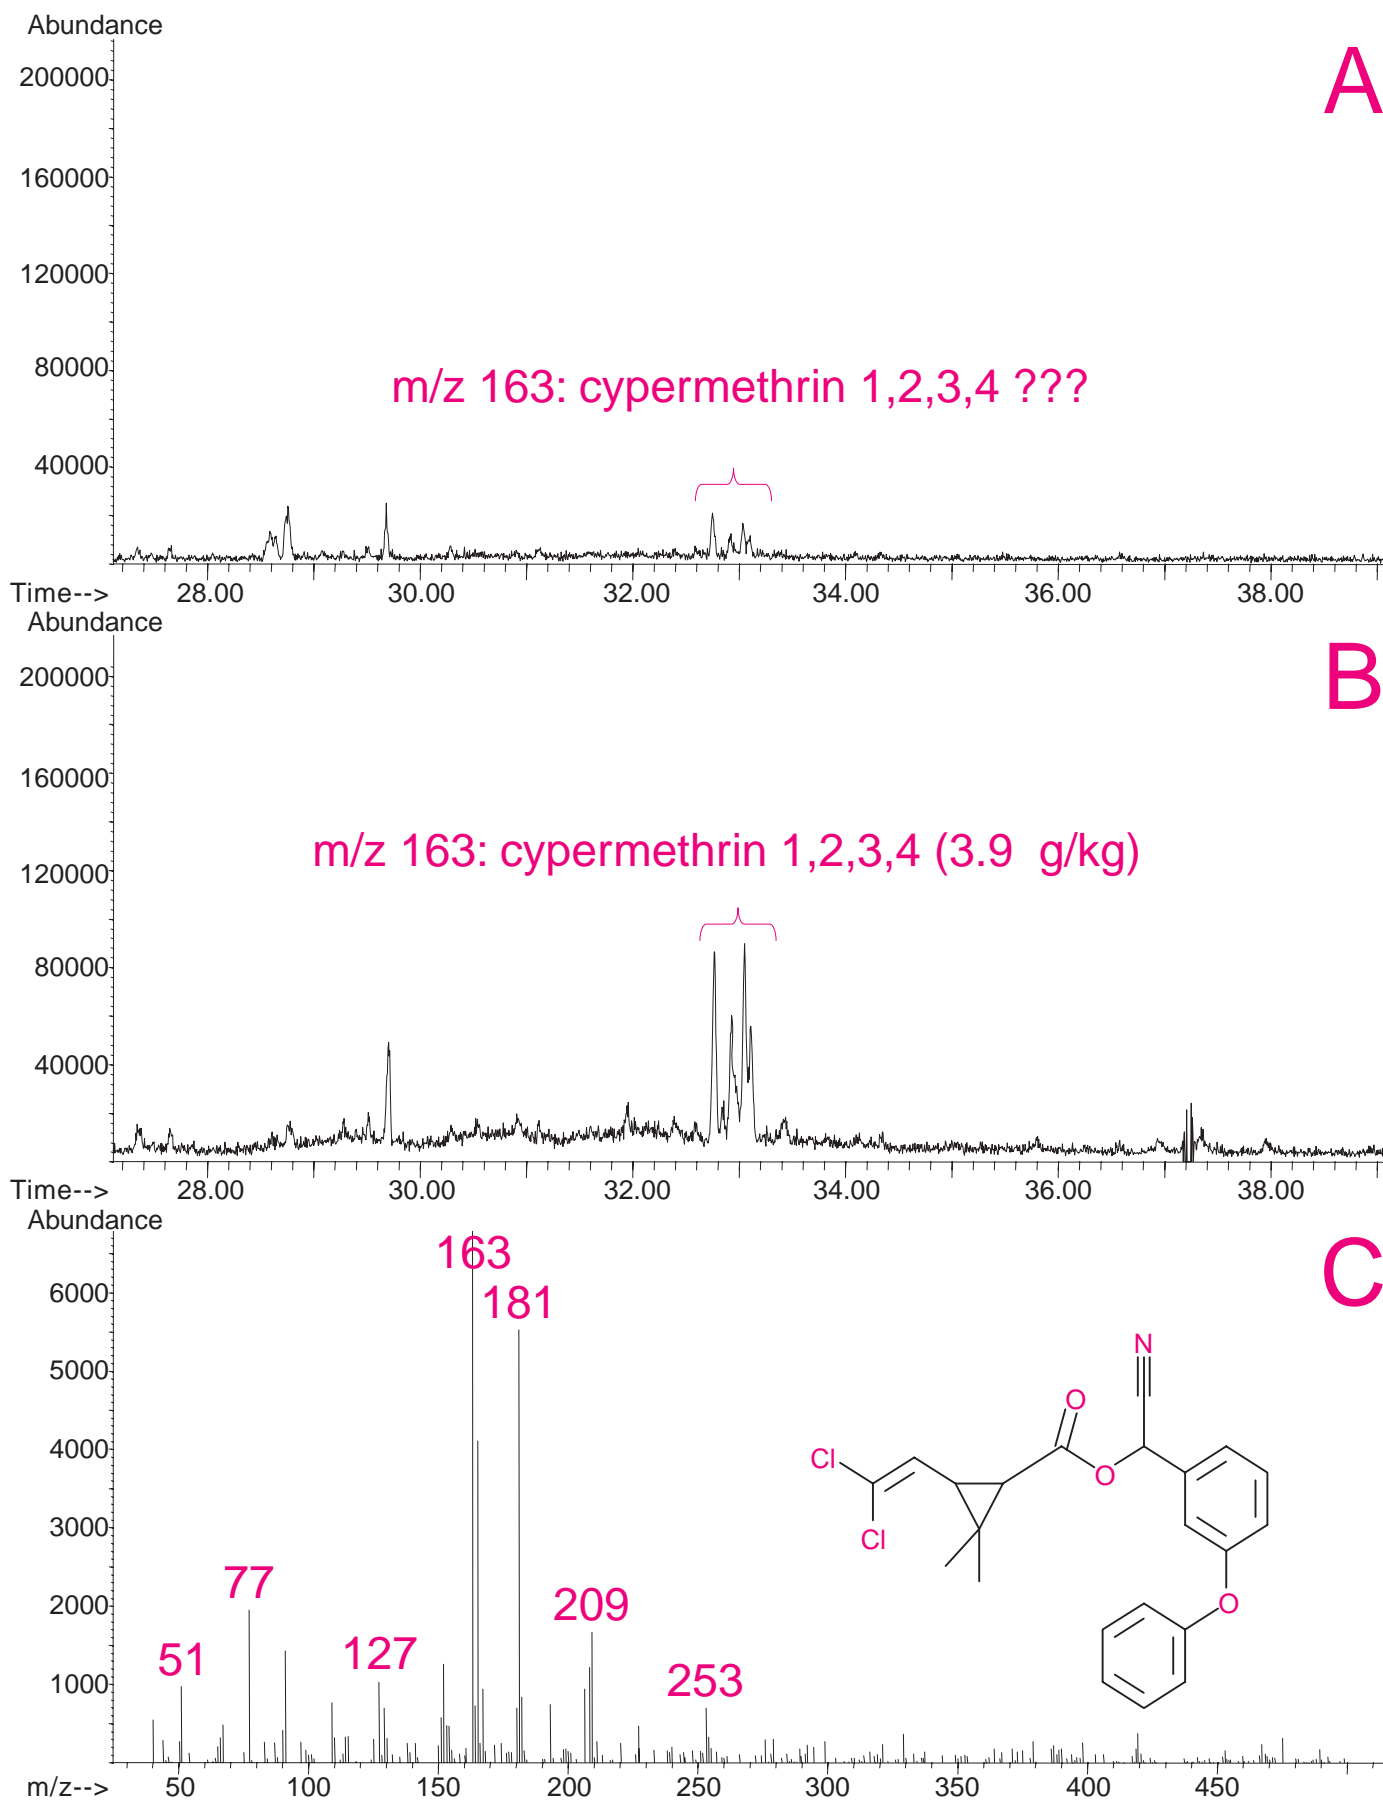 Abundance
A
200000
160000
120000
80000
m/z 163: cypermethrin 1,2,3,4 ???
40000
Time-->
28.00 30.00 32.00 34.00 36.00 38.00
Abundance
B
200000
160000
m/z 163: cypermethrin 1,2,3,4 (3.9 g/kg)
120000
80000
40000
Time-->
28.00 30.00 32.00 34.00 36.00 38.00
Abundance
C
163
6000
181
N
5000
O
Cl
4000
O
Cl
3000
77
2000
209
O
51
127
253
1000
m/z-->
50 100 150 200 250 300 350 400 450